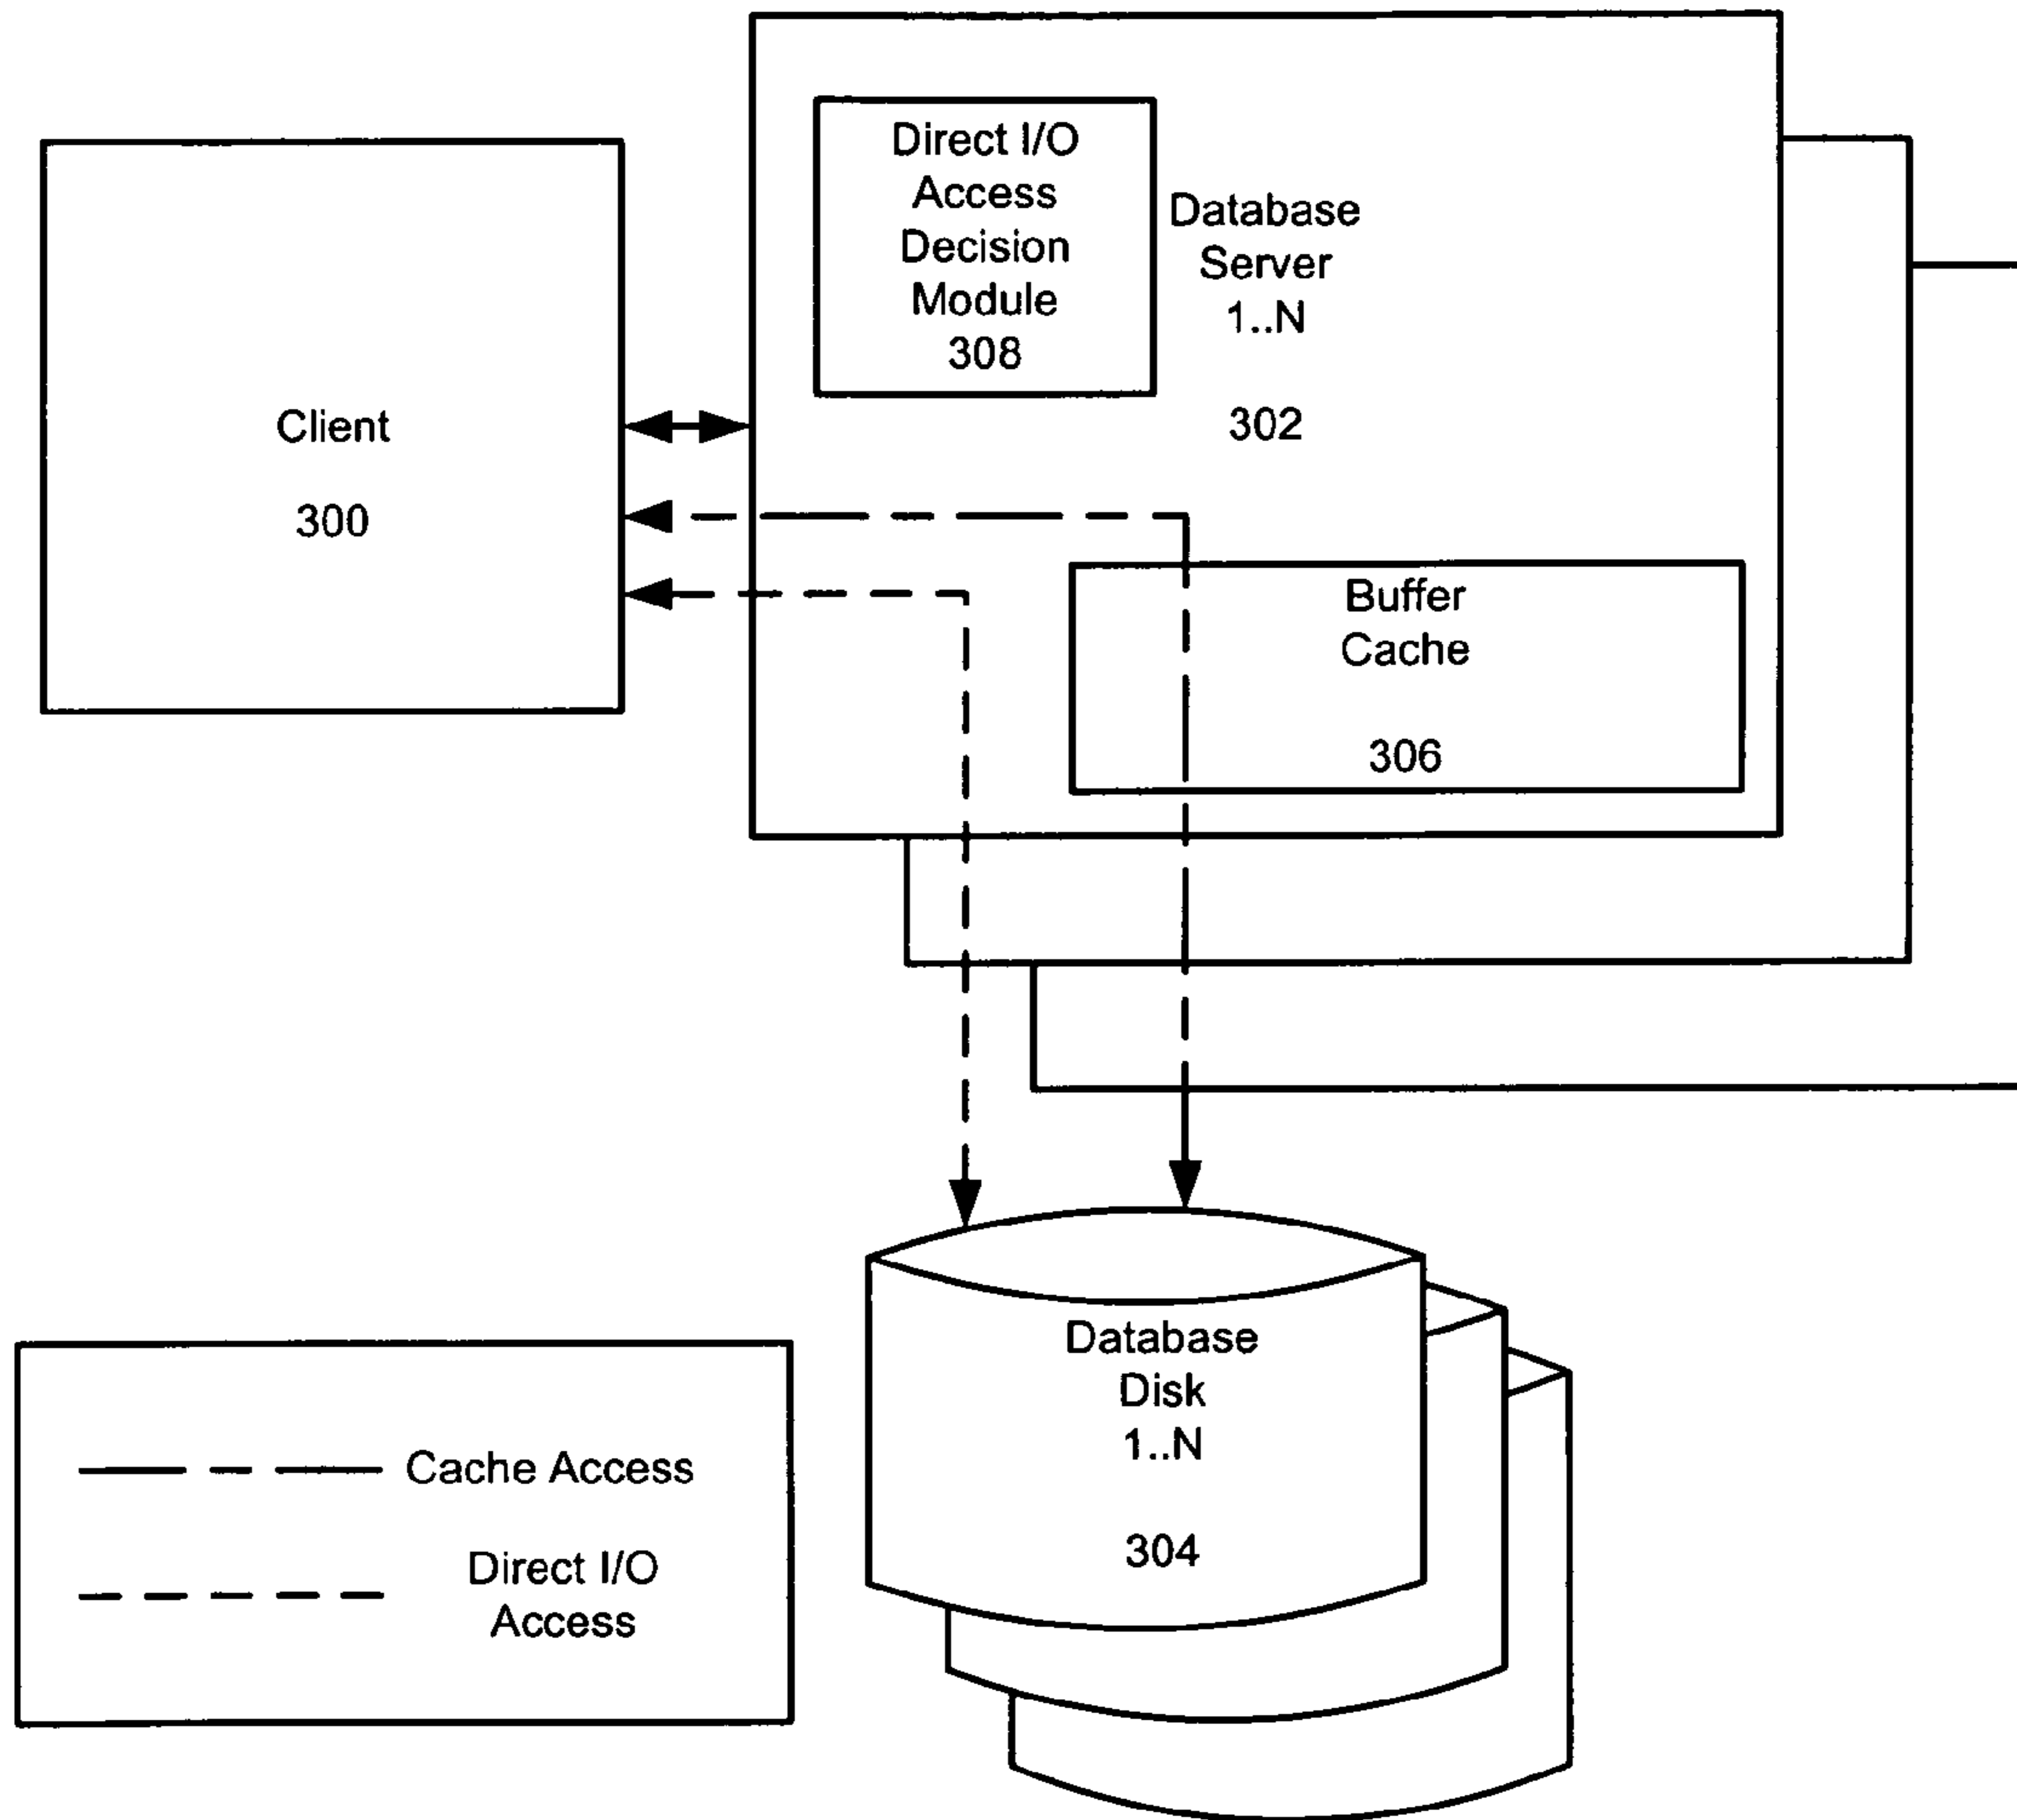 Direct I/O
Access
Decision
Module
308
Database
Server
1..N
302
Client
300
Buffer
Cache
306
Database
Disk
1..N
304
Cache Access
Direct I/O
Access